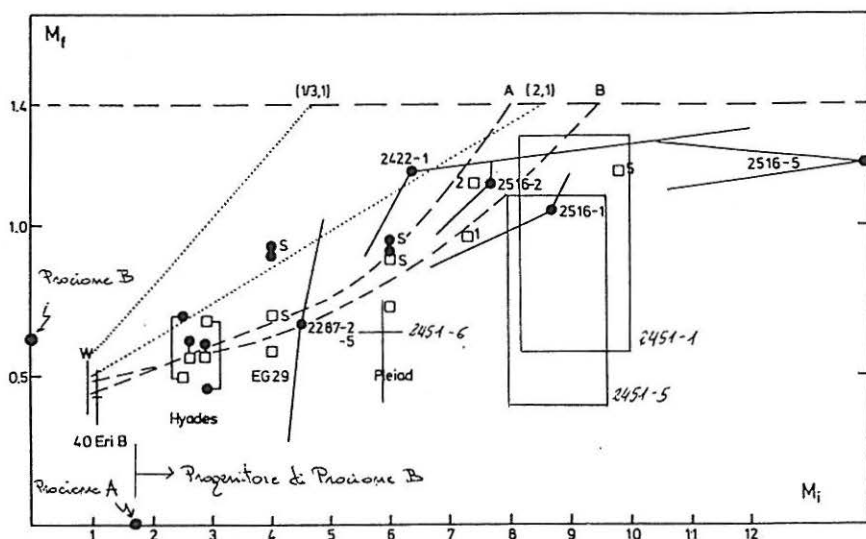 M_f
(1/3,1) A (2,1) B
1.4
2422-1
2516-5
2 2516-2 5
1.0 2516-1
S S' 1
S
Procione B
S 2287-2
-5 2451-6
W 2451-1
0.5 EG29 Pleiad
2451-5
Hyades
40 Eri B
Progenitore di Procione B
Procione A
M_i
1 2 3 4 5 6 7 8 9 10 11 12